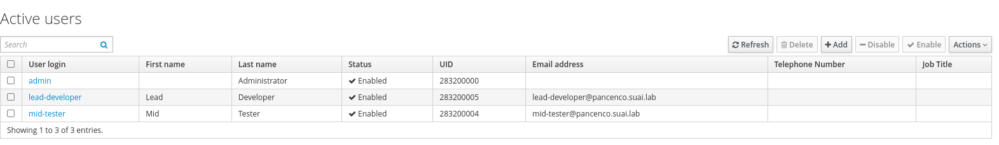 Active users
Search Refresh Delete Add Disable Enable Actions
User login First name Last name Status UID Email address Telephone Number Job Title
admin Administrator Enabled 283200000
lead-developer Lead Developer Enabled 283200005 lead-developer@pancenco.suai.lab
mid-tester Mid Tester Enabled 283200004 mid-tester@pancenco.suai.lab
Showing 1 to 3 of 3 entries.